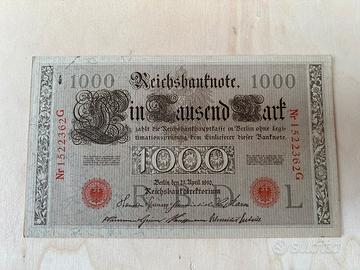 1000 Reichsbanknote. 1000
Ein Tausend Mark
zahlt die Reichsbankhauptkasse in Berlin ohne Legi-
timationsprüfung dem Einlieferer dieser Banknote.
1000
Berlin, den 21. April 1910.
Reichsbankdirektorium
Nr 1522362G
Nr 1522362G
R B D L
subito